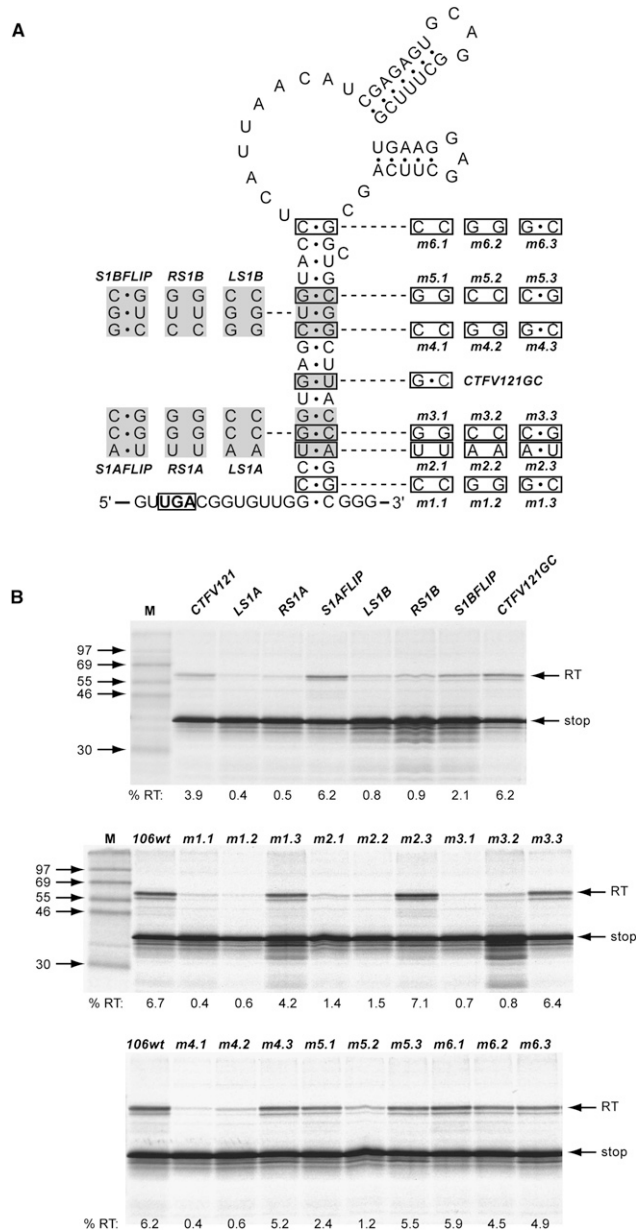 A
U A A C A U C G A G A G U G C A G G C U U U C G
U U A C U
U G A A G G A G A C U U C A G C
C • G C C G G G • C
m6.1 m6.2 m6.3
C • G
A • U C
S1BFLIP RS1B LS1B U • G m5.1 m5.2 m5.3
C • G G G C C G • C G G C C C • G
G • U U U G G U • G
G • C C C G G C • G C C G G G • C
G • C m4.1 m4.2 m4.3
A • U
G • U G • C CTFV121GC
U • A
C • G G G C C G • C m3.1 m3.2 m3.3
C • G G G C C G • C G G C C C • G
A • U U U A A U • A U U A A A • U
S1AFLIP RS1A LS1A C • G m2.1 m2.2 m2.3
C • G C C G G G • C
m1.1 m1.2 m1.3
5' — GUUGACGGUGUUGG • CGGG — 3'
B
M CTFV121 LS1A RS1A S1AFLIP LS1B RS1B S1BFLIP CTFV121GC
97
69
55
46
30
RT
stop
% RT: 3.9 0.4 0.5 6.2 0.8 0.9 2.1 6.2
M 106wt m1.1 m1.2 m1.3 m2.1 m2.2 m2.3 m3.1 m3.2 m3.3
97
69
55
46
30
RT
stop
% RT: 6.7 0.4 0.6 4.2 1.4 1.5 7.1 0.7 0.8 6.4
106wt m4.1 m4.2 m4.3 m5.1 m5.2 m5.3 m6.1 m6.2 m6.3
RT
stop
% RT: 6.2 0.4 0.6 5.2 2.4 1.2 5.5 5.9 4.5 4.9